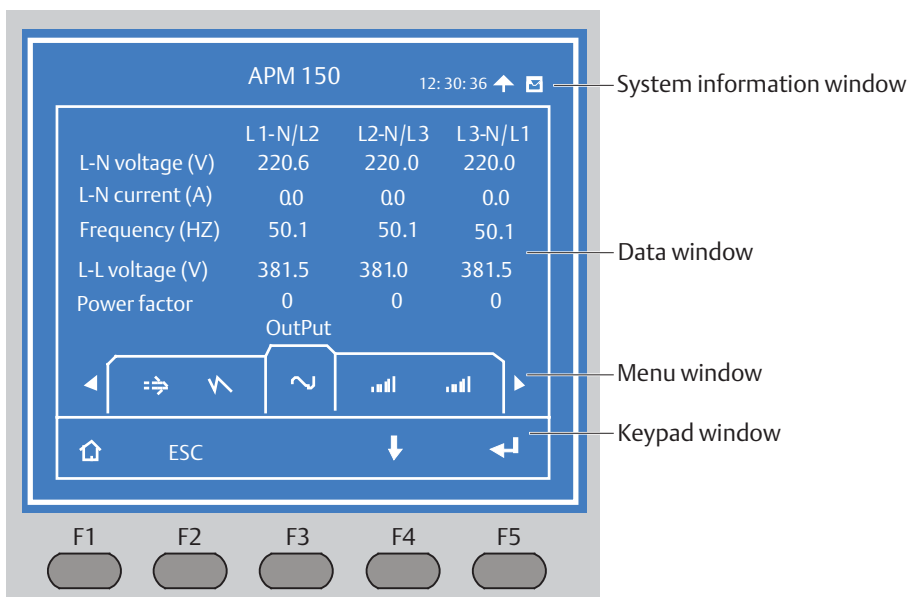 APM 150
12: 30: 36
System information window
L1-N/L2 L2-N/L3 L3-N/L1
L-N voltage (V) 220.6 220.0 220.0
L-N current (A) 0.0 0.0 0.0
Frequency (HZ) 50.1 50.1 50.1
Data window
L-L voltage (V) 381.5 381.0 381.5
Power factor 0 0 0
OutPut
Menu window
Keypad window
ESC
F1 F2 F3 F4 F5